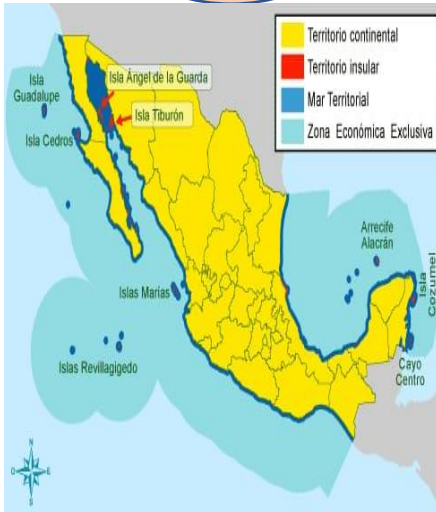 Territorio continental
Territorio insular
Mar Territorial
Zona Económica Exclusiva
Isla
Guadalupe
Isla Ángel de la Guarda
Isla Tiburón
Isla Cedros
Arrecife
Alacrán
Isla
Cozumel
Islas Marías
Islas Revillagigedo
Cayo
Centro
N
O
E
S